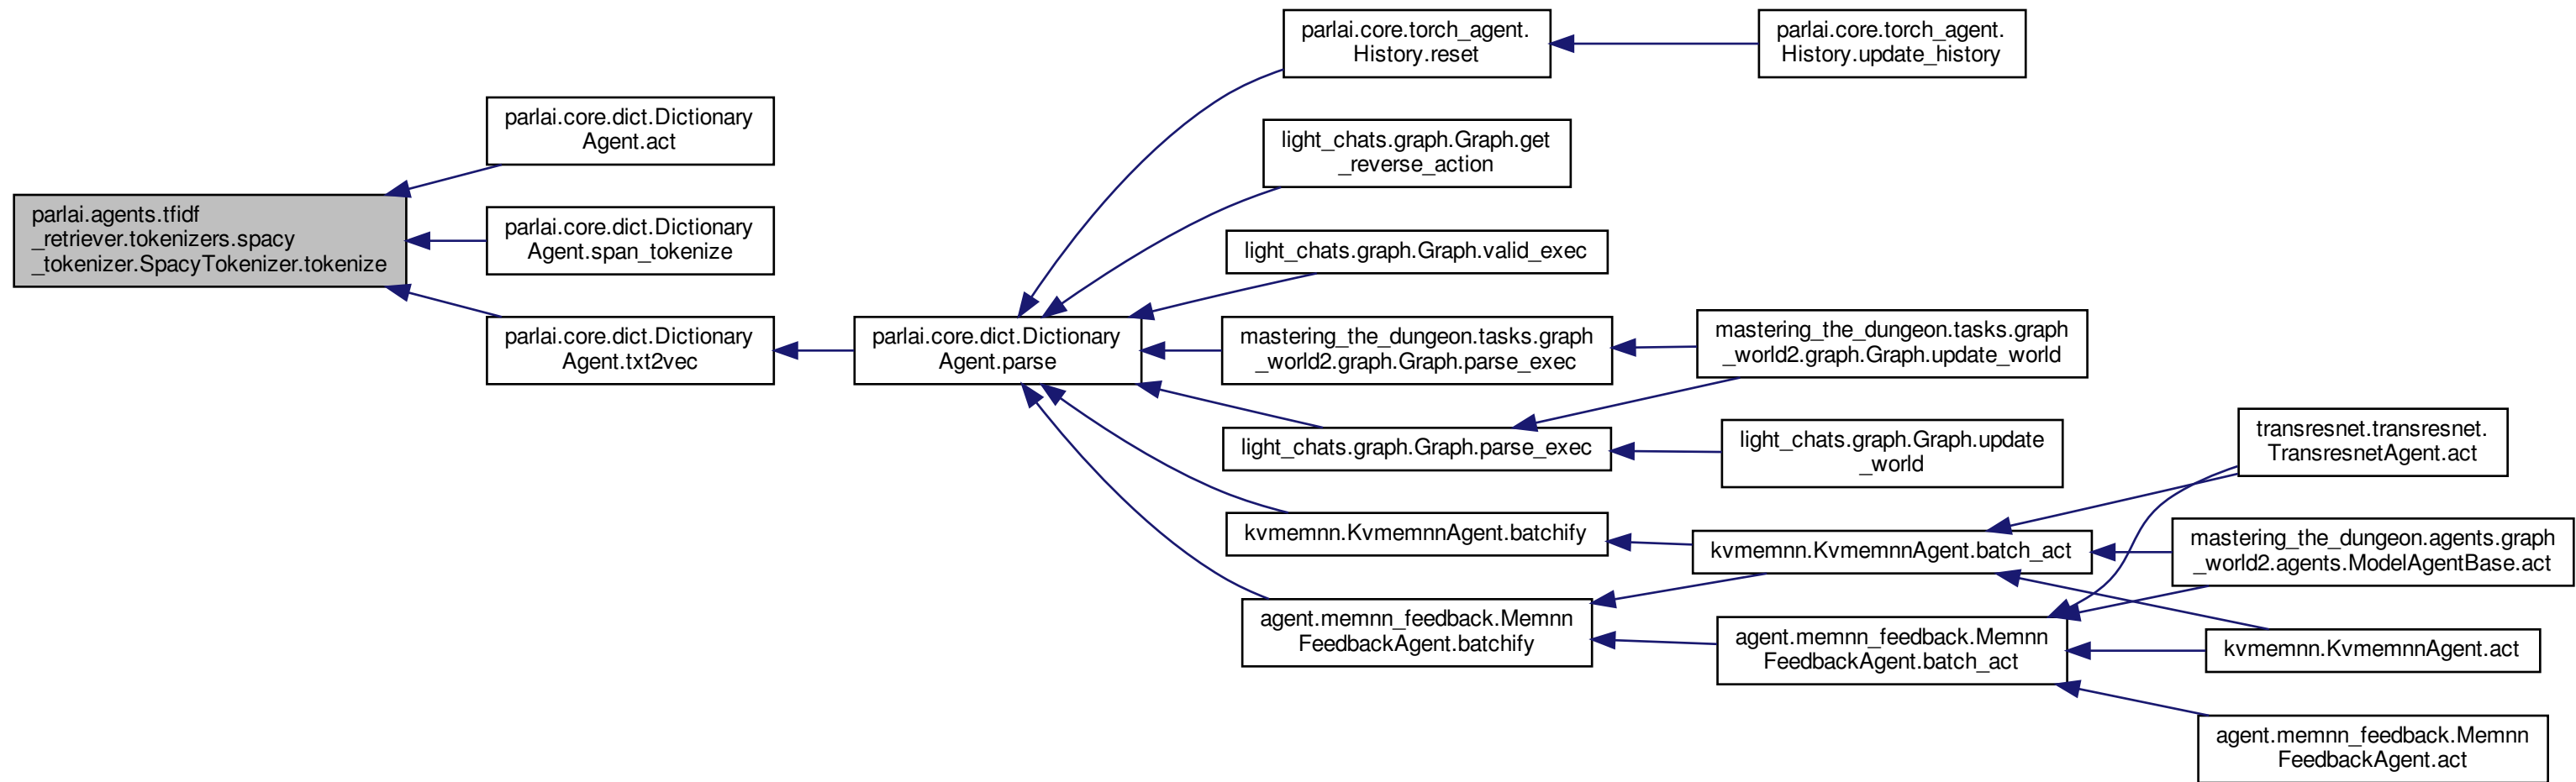 parlai.agents.tfidf
_retriever.tokenizers.spacy
_tokenizer.SpacyTokenizer.tokenize
parlai.core.dict.Dictionary
Agent.act
parlai.core.dict.Dictionary
Agent.span_tokenize
parlai.core.dict.Dictionary
Agent.txt2vec
parlai.core.dict.Dictionary
Agent.parse
parlai.core.torch_agent.
History.reset
parlai.core.torch_agent.
History.update_history
light_chats.graph.Graph.get
_reverse_action
light_chats.graph.Graph.valid_exec
mastering_the_dungeon.tasks.graph
_world2.graph.Graph.parse_exec
mastering_the_dungeon.tasks.graph
_world2.graph.Graph.update_world
light_chats.graph.Graph.parse_exec
light_chats.graph.Graph.update
_world
kvmemnn.KvmemnnAgent.batchify
kvmemnn.KvmemnnAgent.batch_act
agent.memnn_feedback.Memnn
FeedbackAgent.batchify
agent.memnn_feedback.Memnn
FeedbackAgent.batch_act
transresnet.transresnet.
TransresnetAgent.act
mastering_the_dungeon.agents.graph
_world2.agents.ModelAgentBase.act
kvmemnn.KvmemnnAgent.act
agent.memnn_feedback.Memnn
FeedbackAgent.act